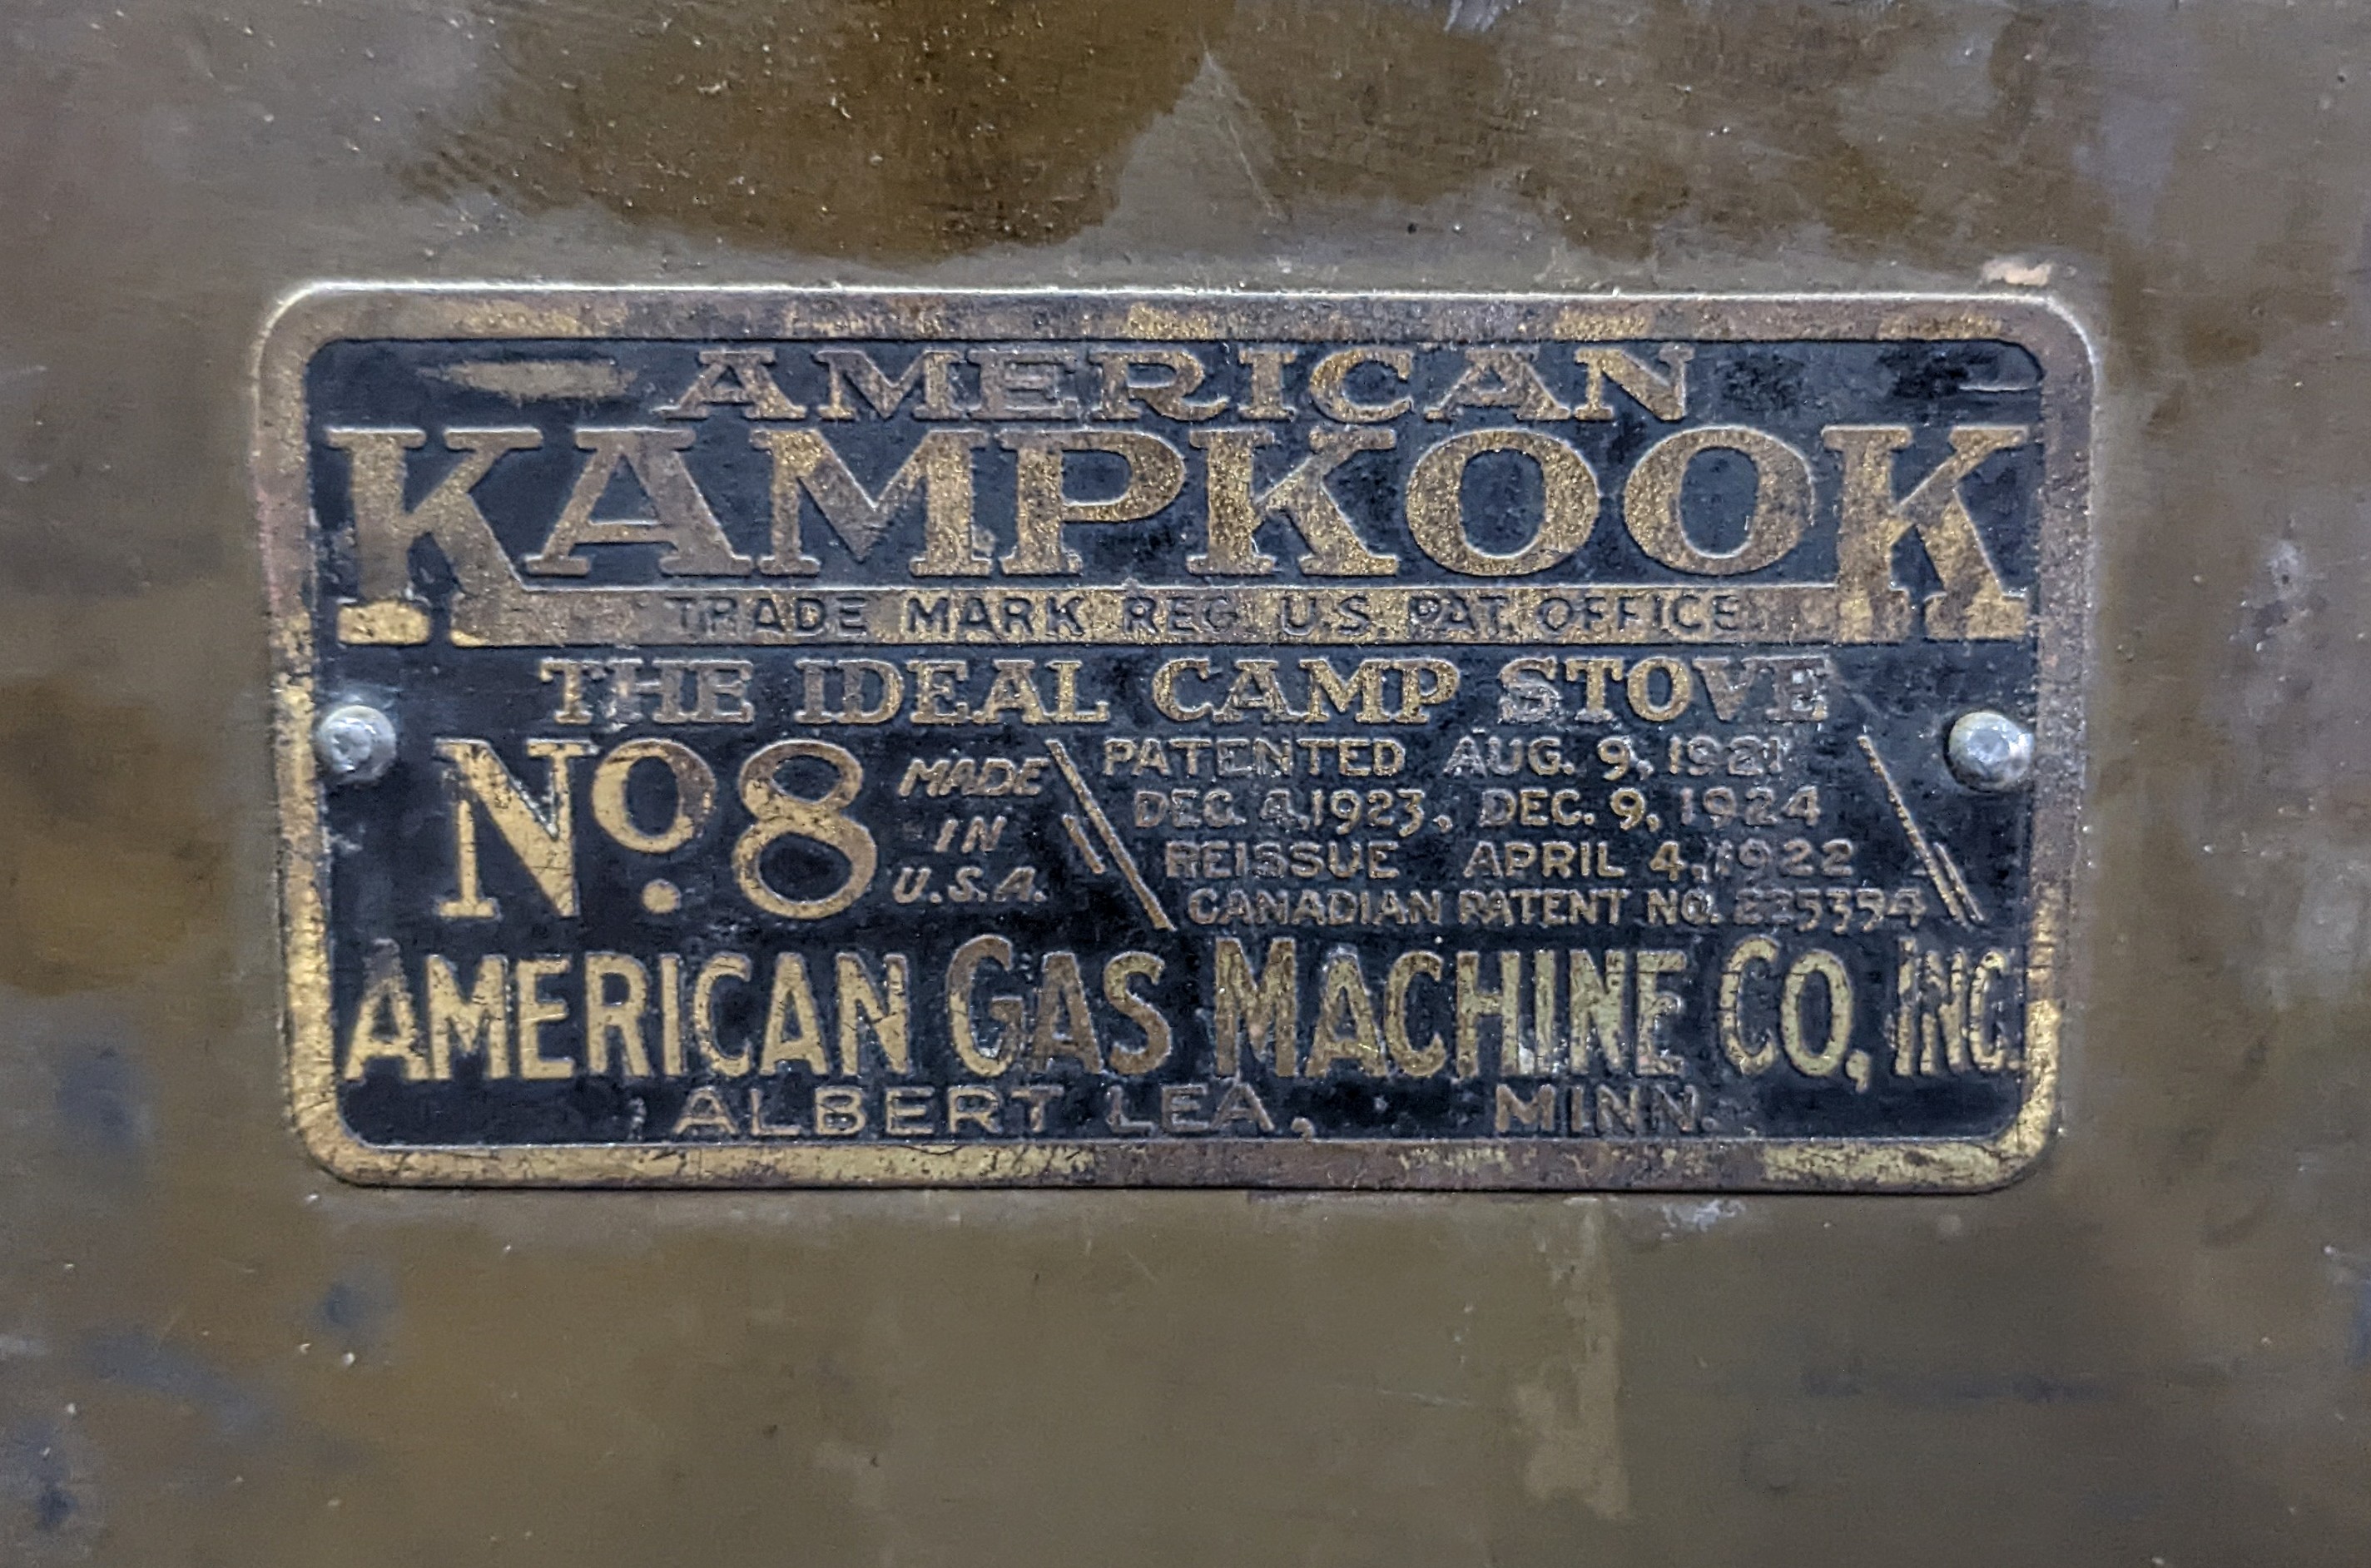 AMERICAN
KAMPKOOK
TRADE MARK REG. U.S. PAT. OFFICE
THE IDEAL CAMP STOVE
No. 8
MADE
IN
U.S.A.
PATENTED AUG. 9, 1921
DEC. 4, 1923, DEC. 9, 1924
REISSUE APRIL 4, 1922
CANADIAN PATENT NO. 225394
AMERICAN GAS MACHINE CO., INC.
ALBERT LEA, MINN.